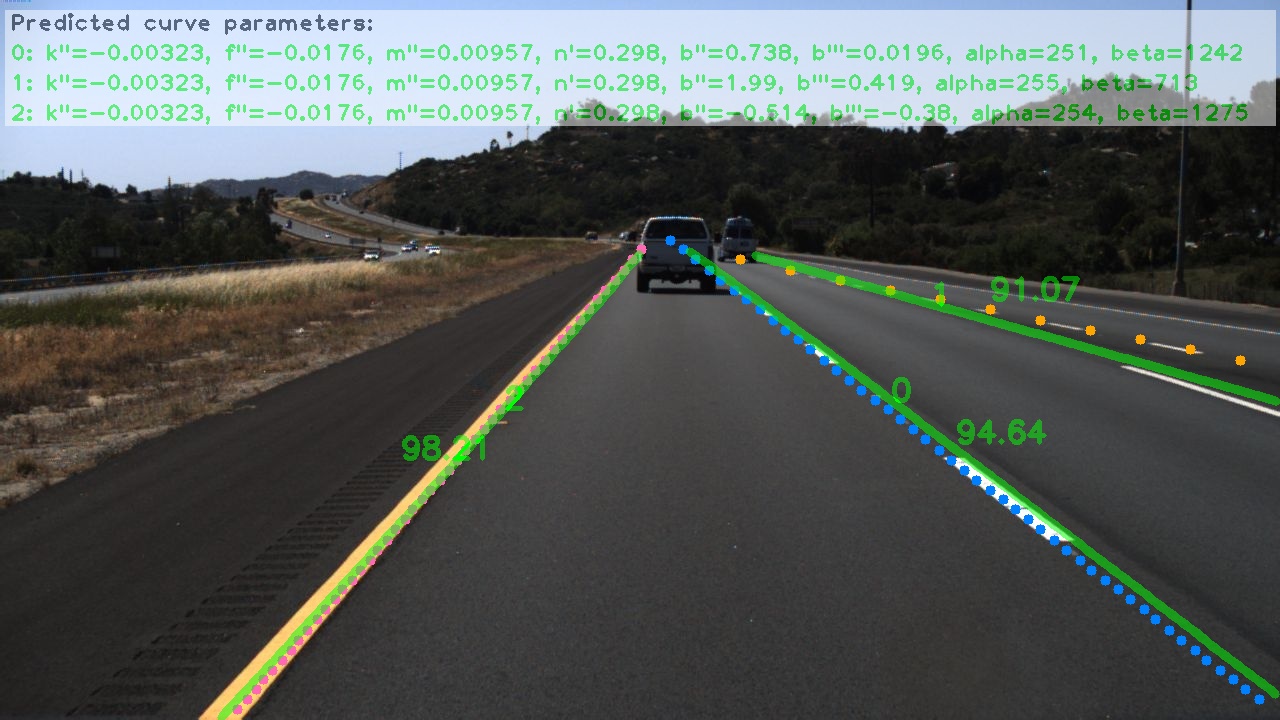 Predicted curve parameters:
0: k''=-0.00323, f''=-0.0176, m''=0.00957, n'=0.298, b''=0.738, b'''=0.0196, alpha=251, beta=1242
1: k''=-0.00323, f''=-0.0176, m''=0.00957, n'=0.298, b''=1.99, b'''=0.419, alpha=255, beta=713
2: k''=-0.00323, f''=-0.0176, m''=0.00957, n'=0.298, b''=-0.514, b'''=-0.38, alpha=254, beta=1275
1 91.07
0
94.64
2
98.21